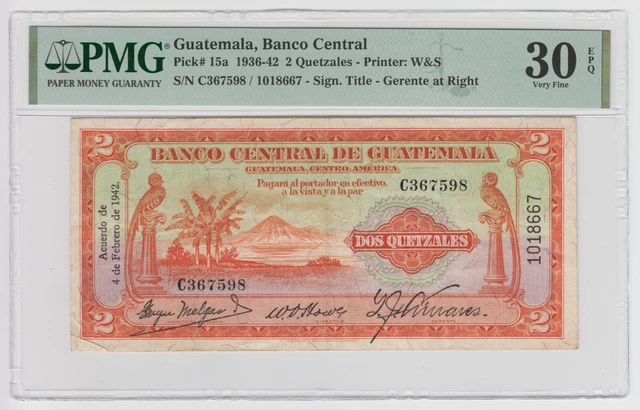 PMG
PAPER MONEY GUARANTY
Guatemala, Banco Central
Pick# 15a 1936-42 2 Quetzales - Printer: W&S
S/N C367598 / 1018667 - Sign. Title - Gerente at Right
30
EPQ
Very Fine
2
2
BANCO CENTRAL DE GUATEMALA
GUATEMALA, CENTRO AMERICA
Pagará al portador en efectivo,
a la vista y a la par
C367598
Acuerdo de
4 de Febrero de 1942.
DOS QUETZALES
1018667
C367598
2
2
GERENTE